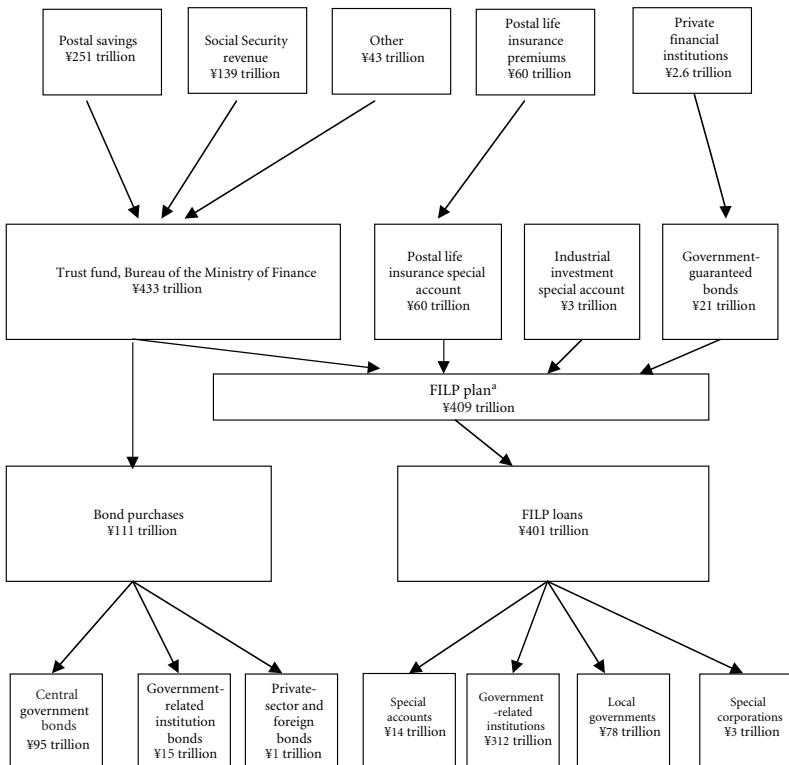 Postal savings
¥251 trillion
Social Security
revenue
¥139 trillion
Other
¥43 trillion
Postal life
insurance
premiums
¥60 trillion
Private
financial
institutions
¥2.6 trillion
Trust fund, Bureau of the Ministry of Finance
¥433 trillion
Postal life
insurance special
account
¥60 trillion
Industrial
investment
special account
¥3 trillion
Government-
guaranteed
bonds
¥21 trillion
FILP planᵃ
¥409 trillion
Bond purchases
¥111 trillion
FILP loans
¥401 trillion
Central
government
bonds
¥95 trillion
Government-
related
institution bonds
¥15 trillion
Private-
sector and
foreign bonds
¥1 trillion
Special
accounts
¥14 trillion
Government
-related
institutions
¥312 trillion
Local
governments
¥78 trillion
Special
corporations
¥3 trillion